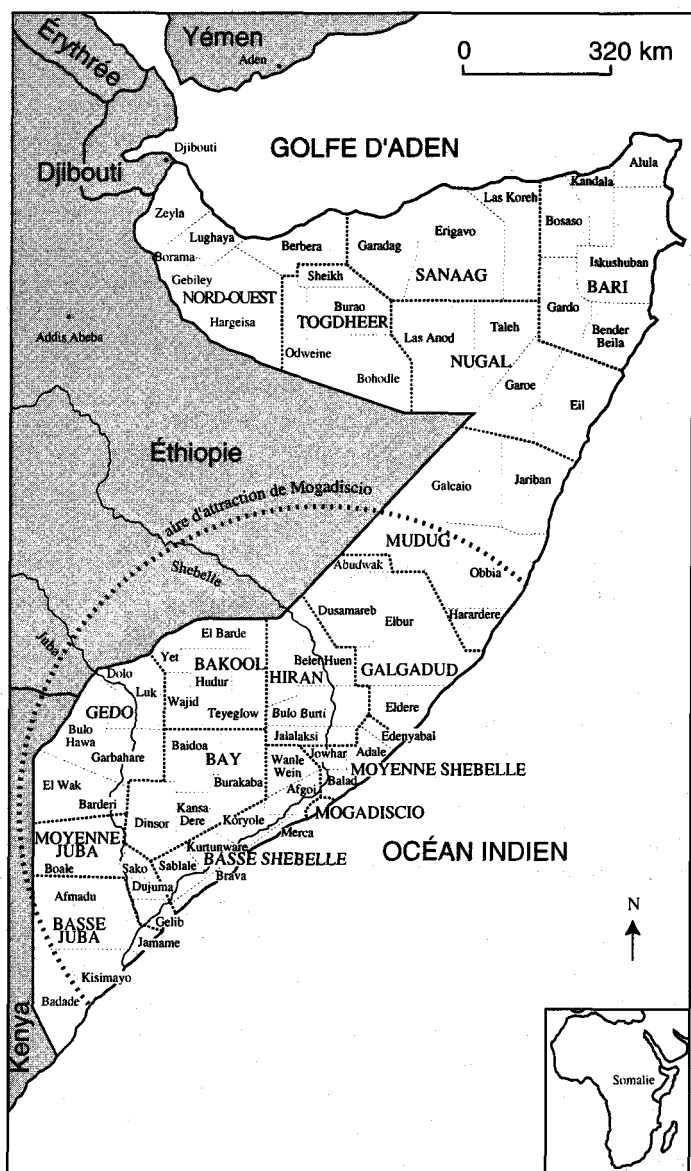 Érythrée
Yémen
Aden
0 320 km
Djibouti
Djibouti
GOLFE D'ADEN
Alula
Kandala
Las Koreh
Zeyla
Bosaso
Lughaya
Berbera
Garadag
Erigavo
Borama
Sheikh
SANAAG
Iskushuban
Gebiley
NORD-OUEST
BARI
Burao
TOGDHEER
Gardo
Hargeisa
Addis Abeba
Las Anod
Taleh
Bender
Beila
Odweine
NUGAL
Bohodle
Garoe
Eil
Éthiopie
Galcaio
Jariban
aire d'attraction de Mogadiscio
MUDUG
Shebelle
Abudwak
Obbia
Dusamareb
Elbur
Harardere
Juba
El Barde
Yet
BAKOOL
Belet Huen
Dolo
Hudur
HIRAN
GALGADUD
Luk
Wajid
GEDO
Teyeglow
Bulo Burti
Eldere
Bulo
Hawa
Jalalaksi
Edenyabal
Garbahare
Baidoa
BAY
Wanle
Wein
Jowhar
Adale
MOYENNE SHEBELLE
El Wak
Burakaba
Balad
Afgoi
Barderi
Kansa
Dere
MOGADISCIO
Dinsor
Koryole
MOYENNE
JUBA
Merca
Kurtunware
BASSE SHEBELLE
OCÉAN INDIEN
Boale
Sako
Sablale
Brava
Dujuma
Afmadu
BASSE
JUBA
Gelib
Jamame
N
Kisimayo
Badade
Kenya
Somalie